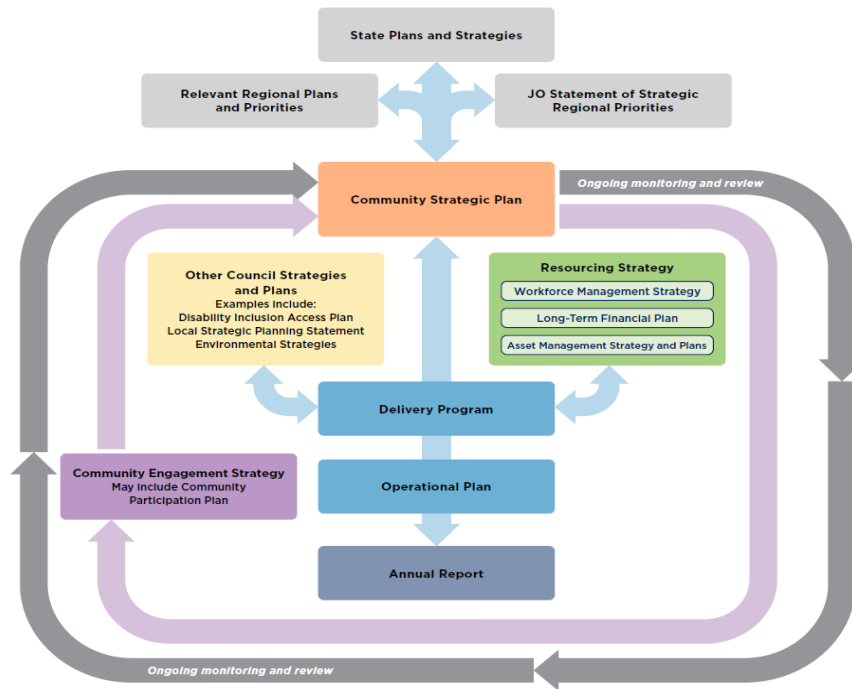 State Plans and Strategies
Relevant Regional Plans
and Priorities
JO Statement of Strategic
Regional Priorities
Community Strategic Plan
Ongoing monitoring and review
Other Council Strategies
and Plans
Examples include:
Disability Inclusion Access Plan
Local Strategic Planning Statement
Environmental Strategies
Resourcing Strategy
Workforce Management Strategy
Long-Term Financial Plan
Asset Management Strategy and Plans
Delivery Program
Community Engagement Strategy
May include Community
Participation Plan
Operational Plan
Annual Report
Ongoing monitoring and review